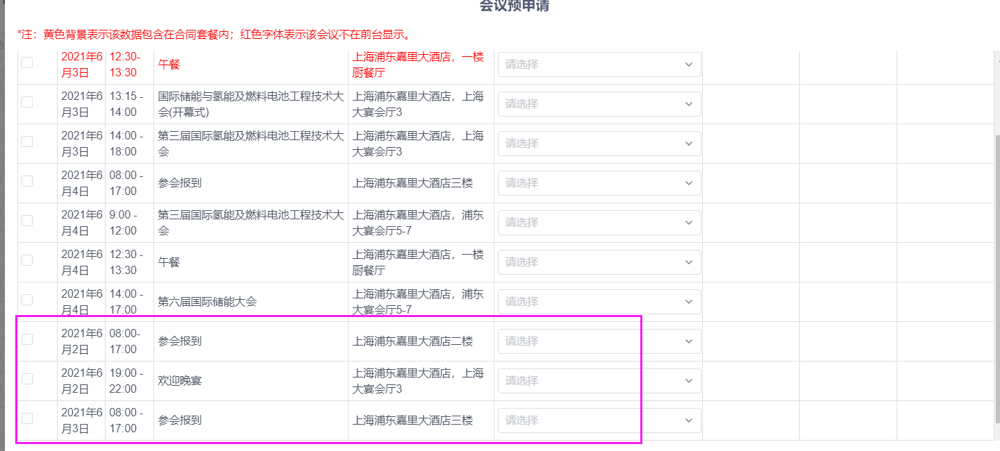 会议预申请
*注：黄色背景表示该数据包含在合同套餐内；红色字体表示该会议不在前台显示。
2021年6 12:30- 上海浦东嘉里大酒店，一楼
月3日 13:30 午餐 厨餐厅 请选择
2021年6 13:15 - 国际储能与氢能及燃料电池工程技术大 上海浦东嘉里大酒店，上海
月3日 14:00 会(开幕式) 大宴会厅3 请选择
2021年6 14:00 - 第三届国际氢能及燃料电池工程技术大 上海浦东嘉里大酒店，上海
月3日 18:00 会 大宴会厅3 请选择
2021年6 08:00 -
月4日 17:00 参会报到 上海浦东嘉里大酒店三楼 请选择
2021年6 9:00 - 第三届国际氢能及燃料电池工程技术大 上海浦东嘉里大酒店，浦东
月4日 12:00 会 大宴会厅5-7 请选择
2021年6 12:30 - 上海浦东嘉里大酒店，一楼
月4日 13:30 午餐 厨餐厅 请选择
2021年6 14:00 - 上海浦东嘉里大酒店，浦东
月4日 17:00 第六届国际储能大会 大宴会厅5-7 请选择
2021年6 08:00-
月2日 17:00 参会报到 上海浦东嘉里大酒店二楼 请选择
2021年6 19:00 - 上海浦东嘉里大酒店，上海
月2日 22:00 欢迎晚宴 大宴会厅3 请选择
2021年6 08:00 -
月3日 17:00 参会报到 上海浦东嘉里大酒店三楼 请选择